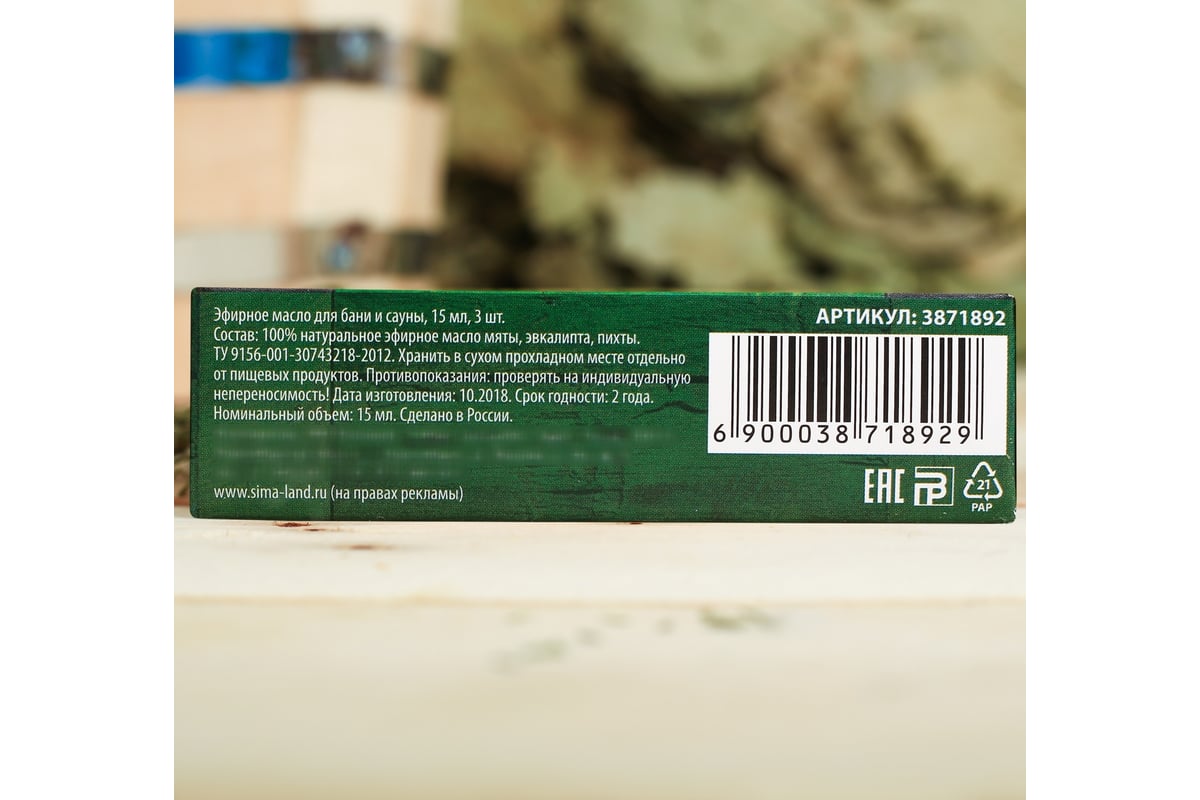 Эфирное масло для бани и сауны, 15 мл, 3 шт.
Состав: 100% натуральное эфирное масло мяты, эвкалипта, пихты.
ТУ 9156-001-30743218-2012. Хранить в сухом прохладном месте отдельно
от пищевых продуктов. Противопоказания: проверять на индивидуальную
непереносимость! Дата изготовления: 10.2018. Срок годности: 2 года.
Номинальный объем: 15 мл. Сделано в России.
www.sima-land.ru (на правах рекламы)
АРТИКУЛ: 3871892
6 900038 718929
EAC
21
PAP